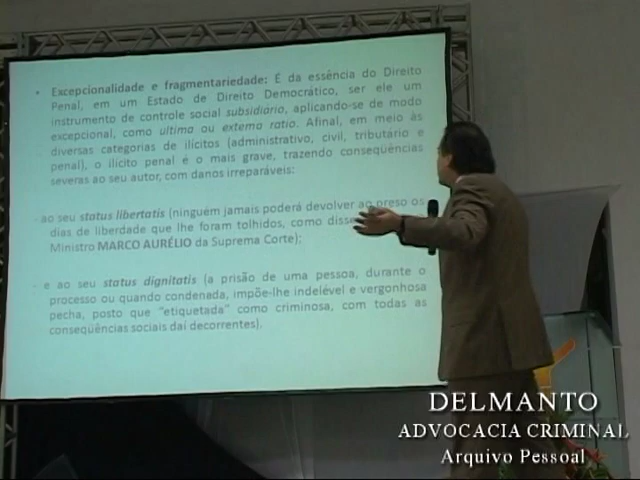 • Excepcionalidade e fragmentariedade: É da essência do Direito
Penal, em um Estado de Direito Democrático, ser ele um
instrumento de controle social subsidiário, aplicando-se de modo
excepcional, como ultima ou extema ratio. Afinal, em meio às
diversas categorias de ilícitos (administrativo, civil, tributário e
penal), o ilícito penal é o mais grave, trazendo conseqüências
severas ao seu autor, com danos irreparáveis:
- ao seu status libertatis (ninguém jamais poderá devolver ao preso os
dias de liberdade que lhe foram tolhidos, como disse
Ministro MARCO AURÉLIO da Suprema Corte);
- e ao seu status dignitatis (a prisão de uma pessoa, durante o
processo ou quando condenada, impõe-lhe indelével e vergonhosa
pecha, posto que "etiquetada" como criminosa, com todas as
conseqüências sociais daí decorrentes).
DELMANTO
ADVOCACIA CRIMINAL
Arquivo Pessoal